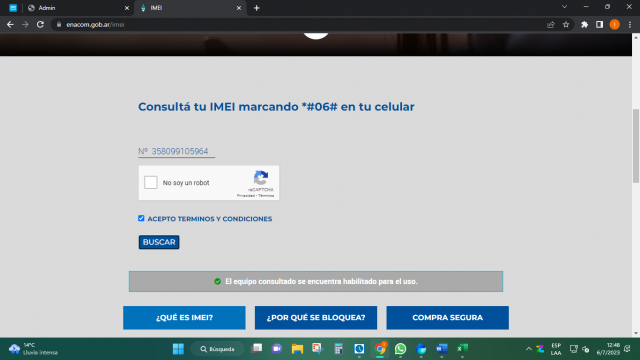 Admin
IMEI
enacom.gob.ar/imei
Consultá tu IMEI marcando *#06# en tu celular
Nº 358099105964
No soy un robot
reCAPTCHA
Privacidad - Términos
ACEPTO TERMINOS Y CONDICIONES
BUSCAR
El equipo consultado se encuentra habilitado para el uso.
¿QUÉ ES IMEI?
¿POR QUÉ SE BLOQUEA?
COMPRA SEGURA
14°C
Lluvia intensa
Búsqueda
ESP
LAA
12:48
6/7/2023